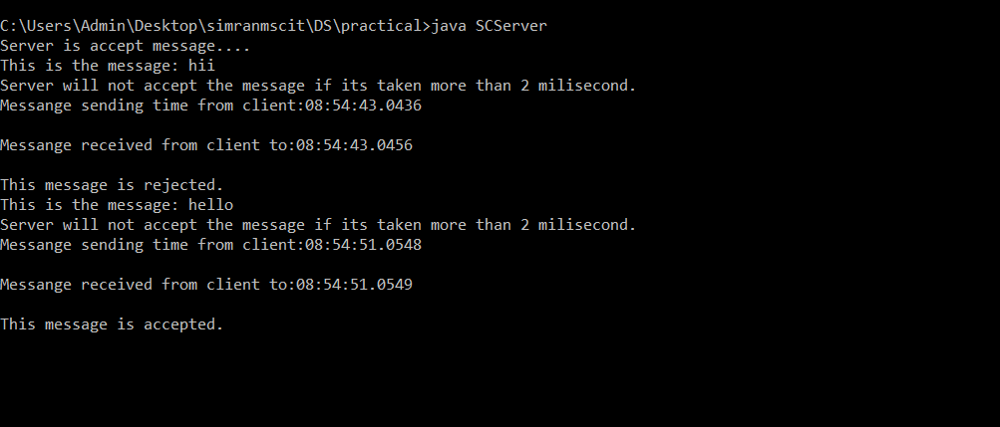 C:\Users\Admin\Desktop\simranmscit\DS\practical>java SCServer
Server is accept message....
This is the message: hii
Server will not accept the message if its taken more than 2 milisecond.
Messange sending time from client:08:54:43.0436
Messange received from client to:08:54:43.0456
This message is rejected.
This is the message: hello
Server will not accept the message if its taken more than 2 milisecond.
Messange sending time from client:08:54:51.0548
Messange received from client to:08:54:51.0549
This message is accepted.